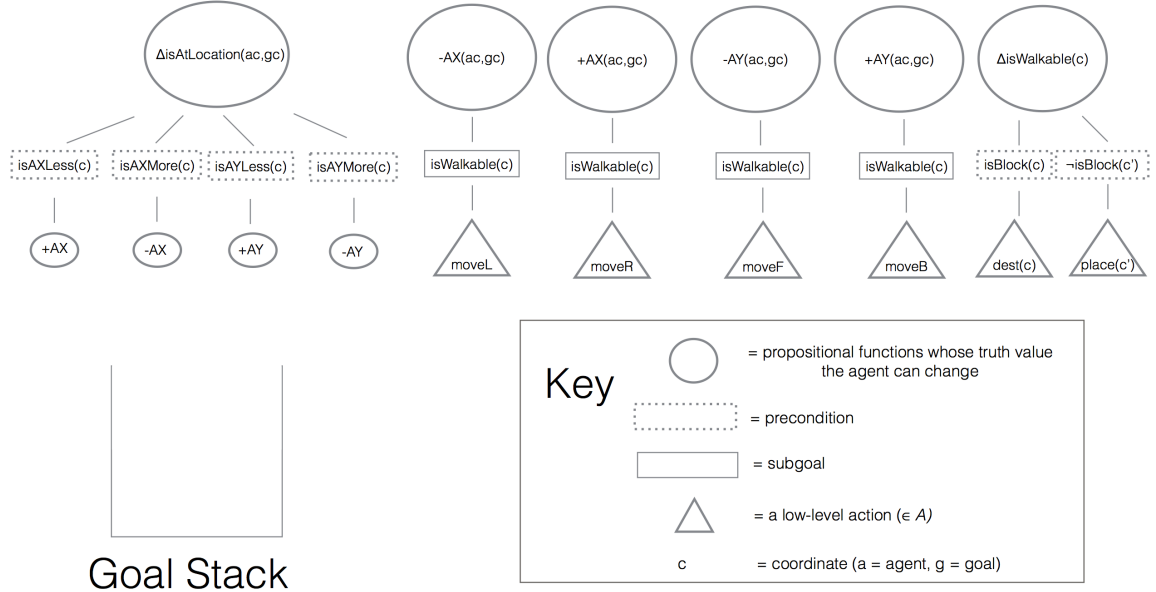 ΔisAtLocation(ac,gc)
-AX(ac,gc)
+AX(ac,gc)
-AY(ac,gc)
+AY(ac,gc)
ΔisWalkable(c)
isAXLess(c)
isAXMore(c)
isAYLess(c)
isAYMore(c)
isWalkable(c)
isWalkable(c)
isWalkable(c)
isWalkable(c)
isBlock(c)
¬isBlock(c')
+AX
-AX
+AY
-AY
moveL
moveR
moveF
moveB
dest(c)
place(c')
Goal Stack
Key
= propositional functions whose truth value
the agent can change
= precondition
= subgoal
= a low-level action (∈ A)
c
= coordinate (a = agent, g = goal)